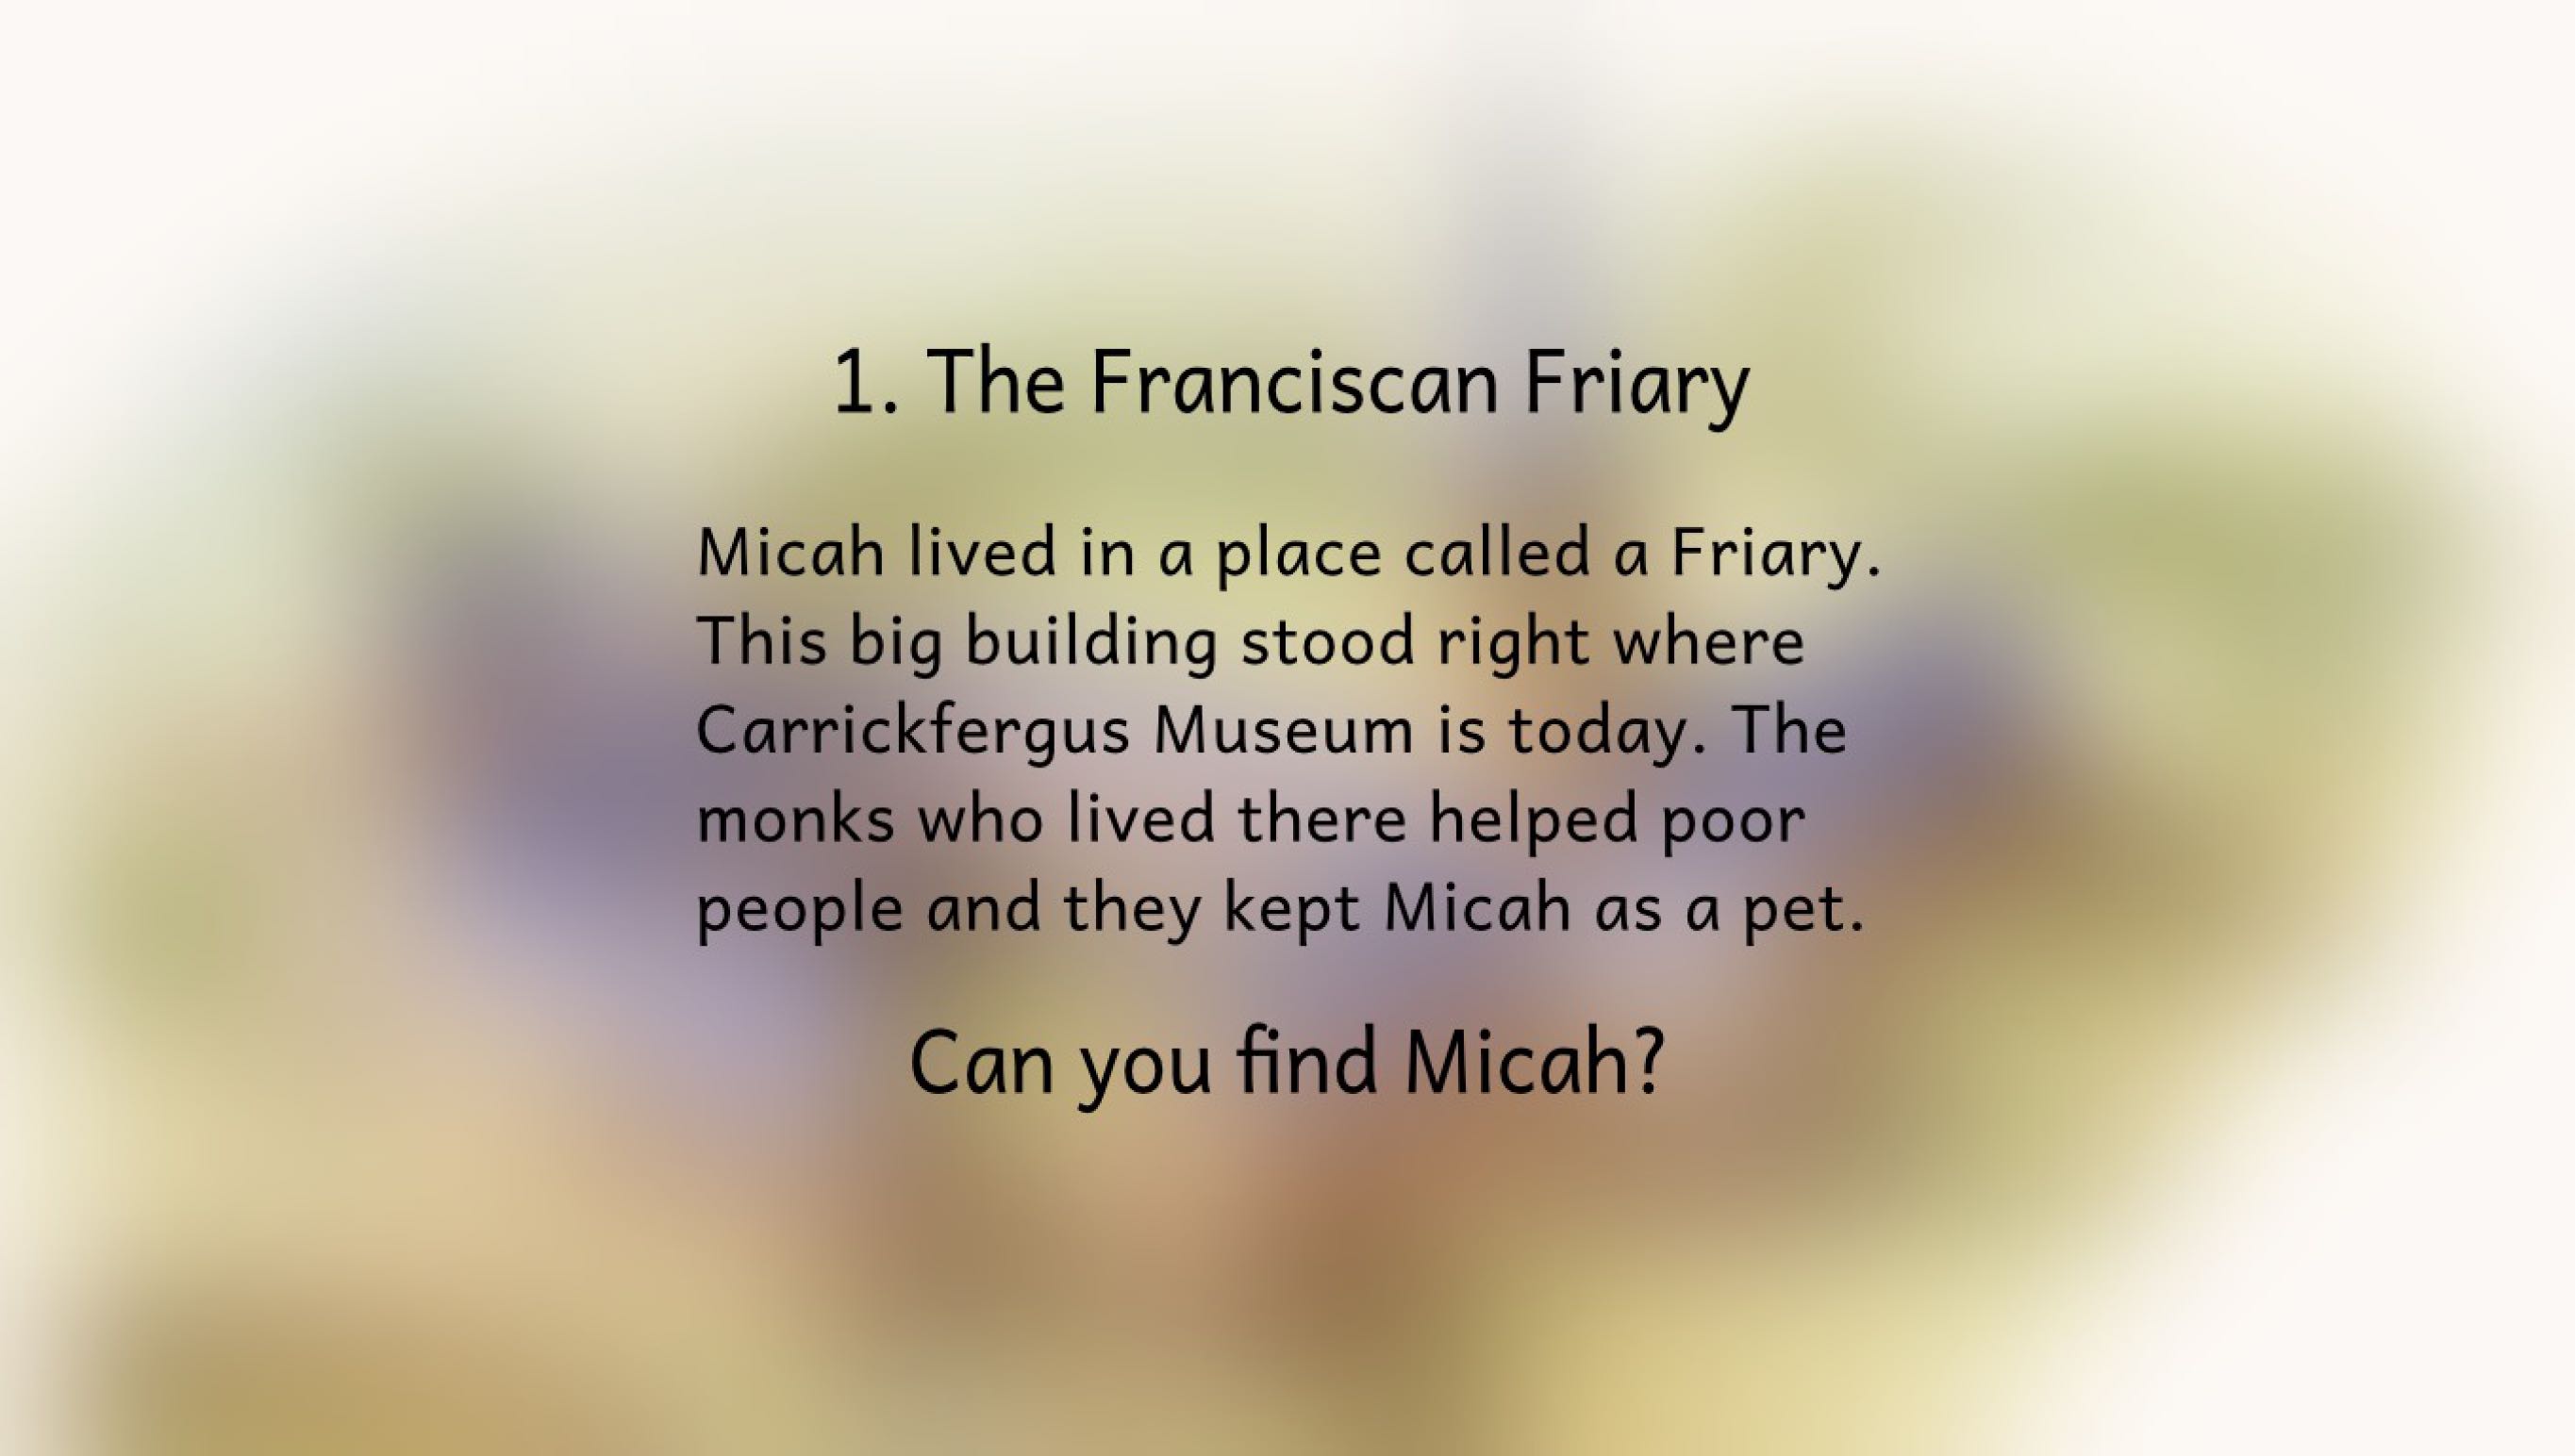 1. The Franciscan Friary
Micah lived in a place called a Friary.
This big building stood right where
Carrickfergus Museum is today. The
monks who lived there helped poor
people and they kept Micah as a pet.
Can you find Micah?